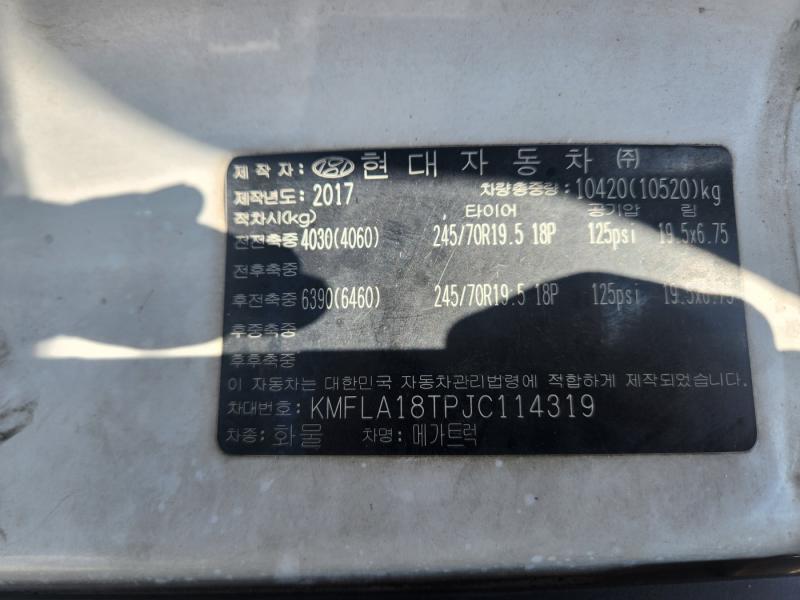 제작자: 현대자동차 ㈜
제작년도: 2017 차량총중량: 10420(10520)kg
적차시(kg) 타이어 공기압 림
전전축중 4030(4060) 245/70R19.5 18P 125psi 19.5x6.75
전후축중
후전축중 6390(6460) 245/70R19.5 18P 125psi 19.5x6.75
후중축중
후후축중
이 자동차는 대한민국 자동차관리법령에 적합하게 제작되었습니다.
차대번호: KMFLA18TPJC114319
차종: 화물 차명: 메가트럭